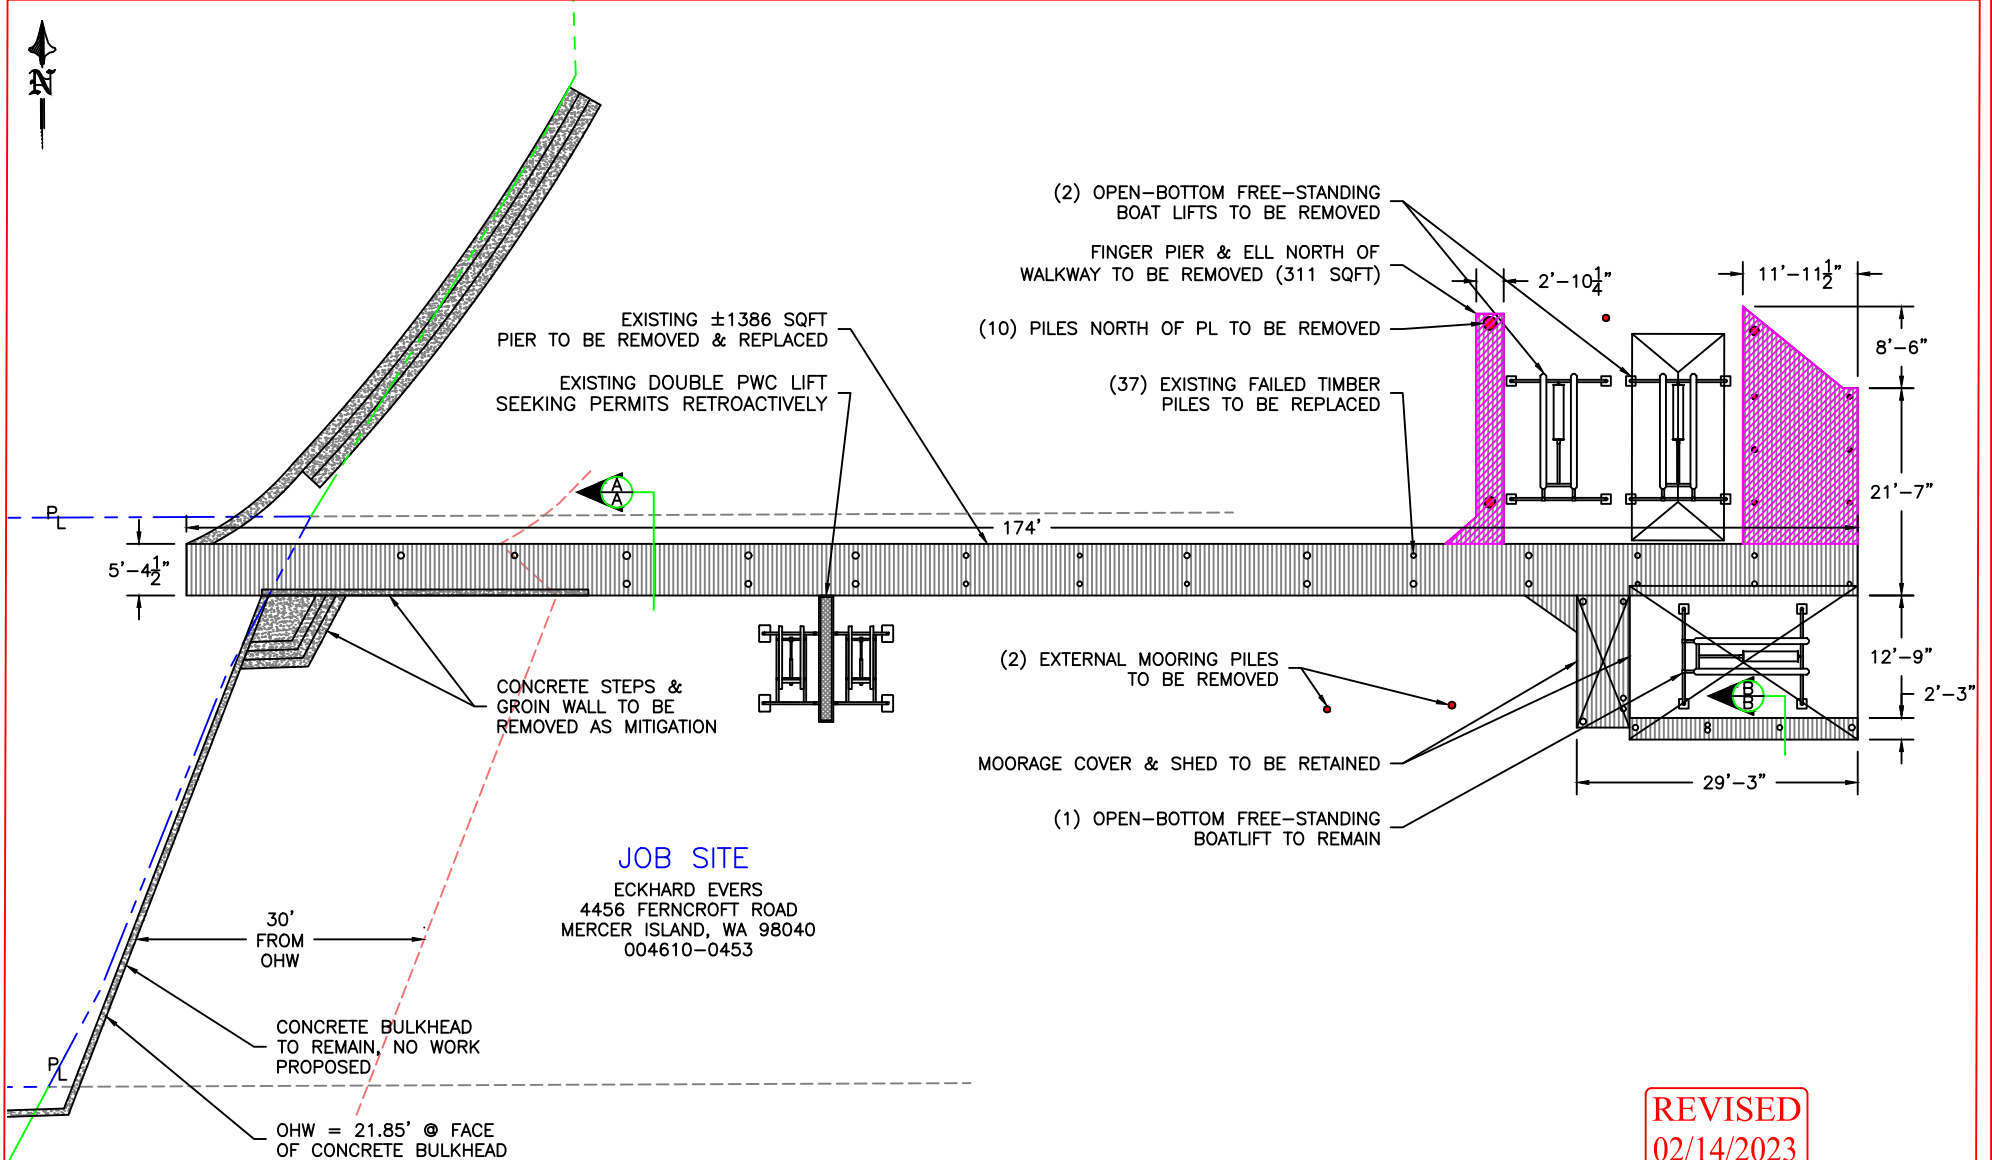 N
(2) OPEN-BOTTOM FREE-STANDING
BOAT LIFTS TO BE REMOVED
FINGER PIER & ELL NORTH OF
WALKWAY TO BE REMOVED (311 SQFT)
2'-10 1/4"
11'-11 1/2"
(10) PILES NORTH OF PL TO BE REMOVED
8'-6"
EXISTING ±1386 SQFT
PIER TO BE REMOVED & REPLACED
EXISTING DOUBLE PWC LIFT
SEEKING PERMITS RETROACTIVELY
(37) EXISTING FAILED TIMBER
PILES TO BE REPLACED
A
A
21'-7"
PL
174'
5'-4 1/2"
(2) EXTERNAL MOORING PILES
TO BE REMOVED
12'-9"
2'-3"
B
B
CONCRETE STEPS &
GROIN WALL TO BE
REMOVED AS MITIGATION
MOORAGE COVER & SHED TO BE RETAINED
29'-3"
(1) OPEN-BOTTOM FREE-STANDING
BOATLIFT TO REMAIN
JOB SITE
ECKHARD EVERS
4456 FERNCROFT ROAD
MERCER ISLAND, WA 98040
004610-0453
30'
FROM
OHW
CONCRETE BULKHEAD
TO REMAIN, NO WORK
PROPOSED
PL
OHW = 21.85' @ FACE
OF CONCRETE BULKHEAD
REVISED
02/14/2023